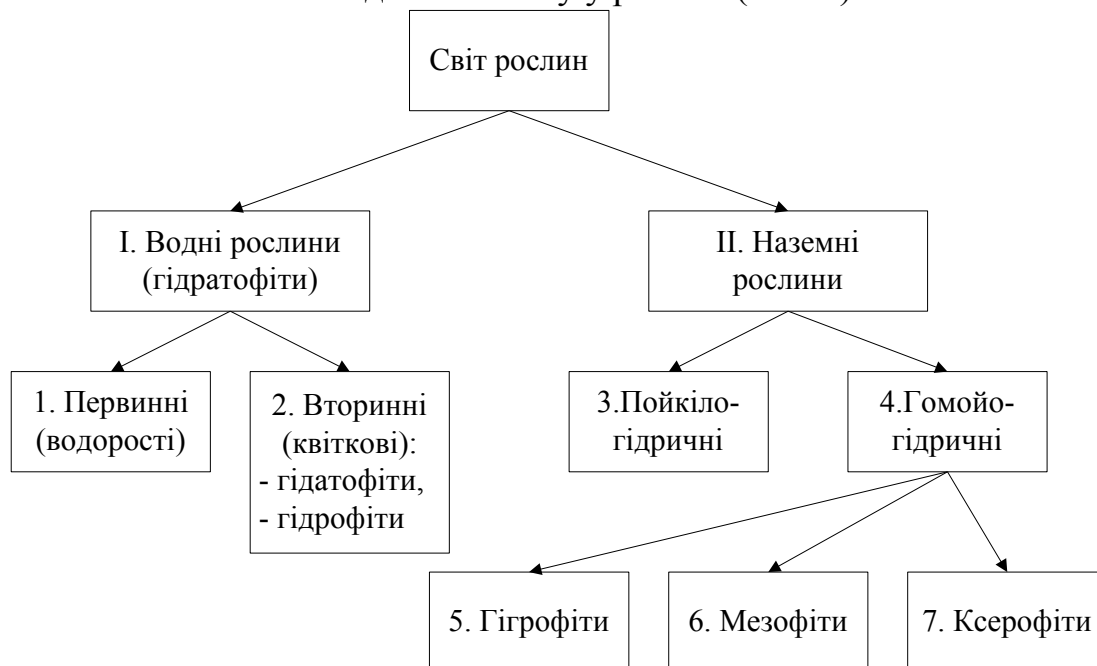 Світ рослин
І. Водні рослини
(гідратофіти)
ІІ. Наземні
рослини
1. Первинні
(водорості)
2. Вторинні
(квіткові):
- гідатофіти,
- гідрофіти
3.Пойкіло-
гідричні
4.Гомойо-
гідричні
5. Гігрофіти
6. Мезофіти
7. Ксерофіти